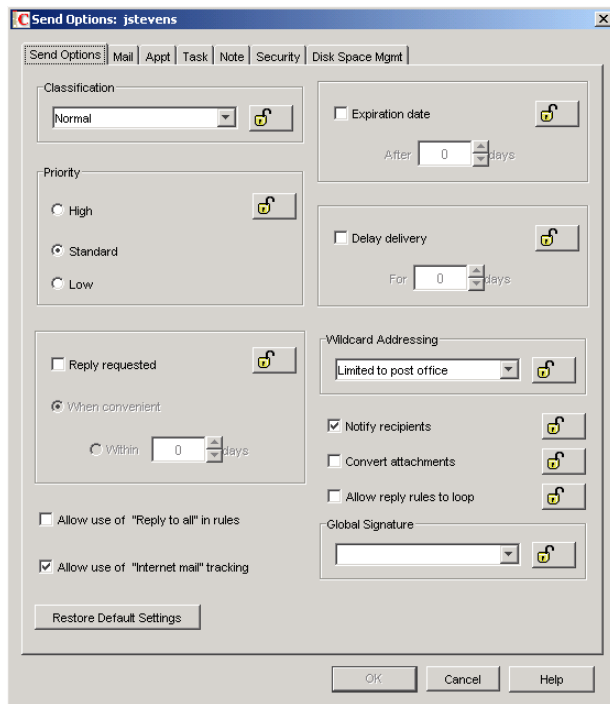 Send Options: jstevens
Send Options Mail Appt Task Note Security Disk Space Mgmt
Classification
Normal
Priority
High
Standard
Low
Reply requested
When convenient
Within 0 days
Allow use of "Reply to all" in rules
Allow use of "Internet mail" tracking
Restore Default Settings
Expiration date
After 0 days
Delay delivery
For 0 days
Wildcard Addressing
Limited to post office
Notify recipients
Convert attachments
Allow reply rules to loop
Global Signature
OK Cancel Help